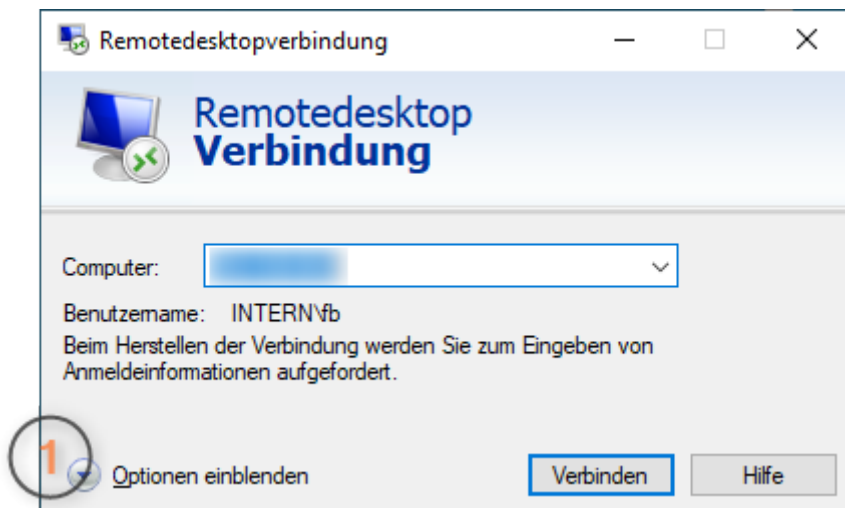 Remotedesktopverbindung
Remotedesktop
Verbindung
Computer:
Benutzername: INTERN\fb
Beim Herstellen der Verbindung werden Sie zum Eingeben von
Anmeldeinformationen aufgefordert.
1 Optionen einblenden Verbinden Hilfe